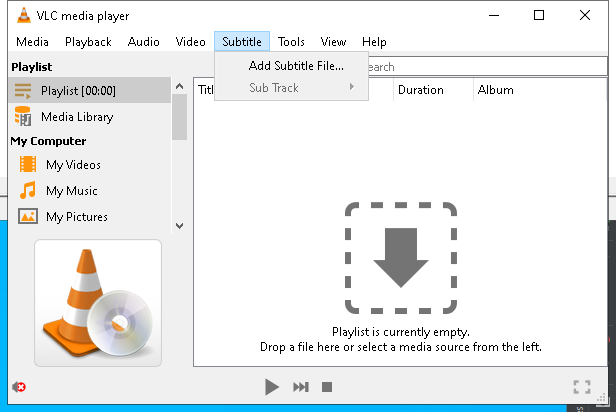 VLC media player
Media Playback Audio Video Subtitle Tools View Help
Playlist
Add Subtitle File...
Sub Track
Playlist [00:00]
Duration
Album
Media Library
My Computer
My Videos
My Music
My Pictures
Playlist is currently empty.
Drop a file here or select a media source from the left.